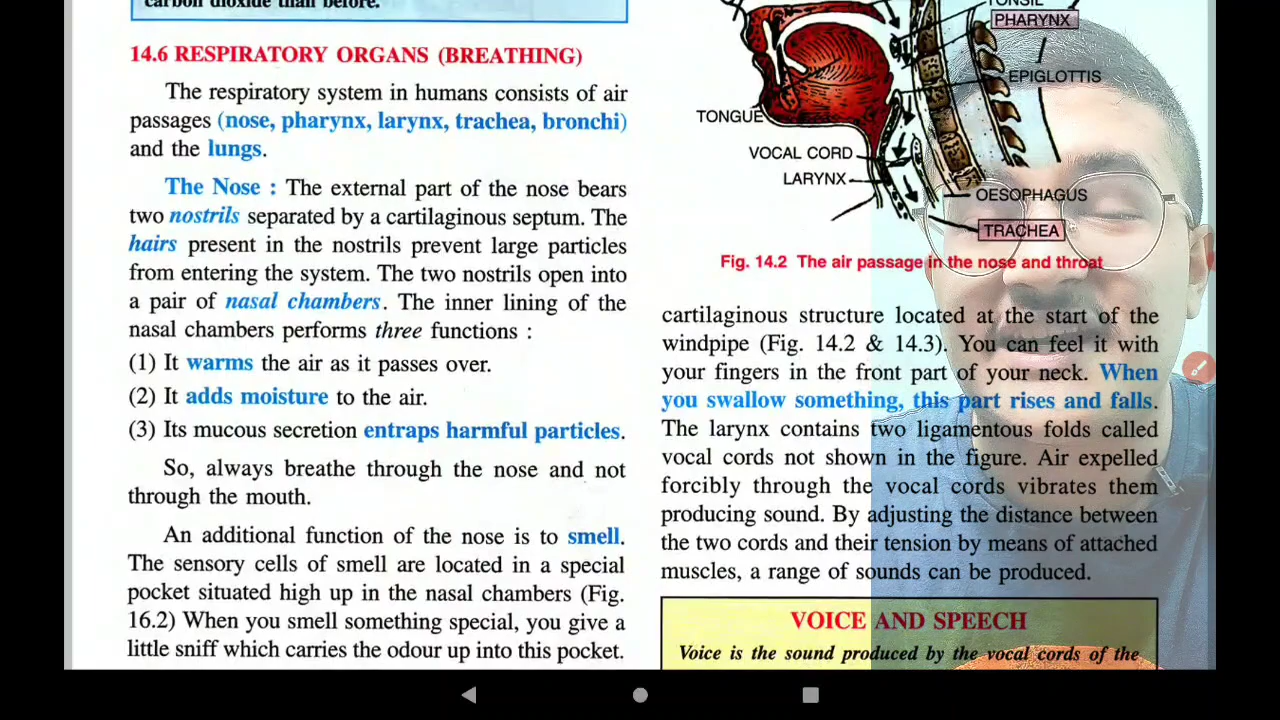 carbon dioxide than before.
14.6 RESPIRATORY ORGANS (BREATHING)
The respiratory system in humans consists of air
passages (nose, pharynx, larynx, trachea, bronchi)
and the lungs.
The Nose : The external part of the nose bears
two nostrils separated by a cartilaginous septum. The
hairs present in the nostrils prevent large particles
from entering the system. The two nostrils open into
a pair of nasal chambers. The inner lining of the
nasal chambers performs three functions :
(1) It warms the air as it passes over.
(2) It adds moisture to the air.
(3) Its mucous secretion entraps harmful particles.
So, always breathe through the nose and not
through the mouth.
An additional function of the nose is to smell.
The sensory cells of smell are located in a special
pocket situated high up in the nasal chambers (Fig.
16.2) When you smell something special, you give a
little sniff which carries the odour up into this pocket.
TONSIL
PHARYNX
EPIGLOTTIS
TONGUE
VOCAL CORD
LARYNX
OESOPHAGUS
TRACHEA
Fig. 14.2 The air passage in the nose and throat
cartilaginous structure located at the start of the
windpipe (Fig. 14.2 & 14.3). You can feel it with
your fingers in the front part of your neck. When
you swallow something, this part rises and falls.
The larynx contains two ligamentous folds called
vocal cords not shown in the figure. Air expelled
forcibly through the vocal cords vibrates them
producing sound. By adjusting the distance between
the two cords and their tension by means of attached
muscles, a range of sounds can be produced.
VOICE AND SPEECH
Voice is the sound produced by the vocal cords of the